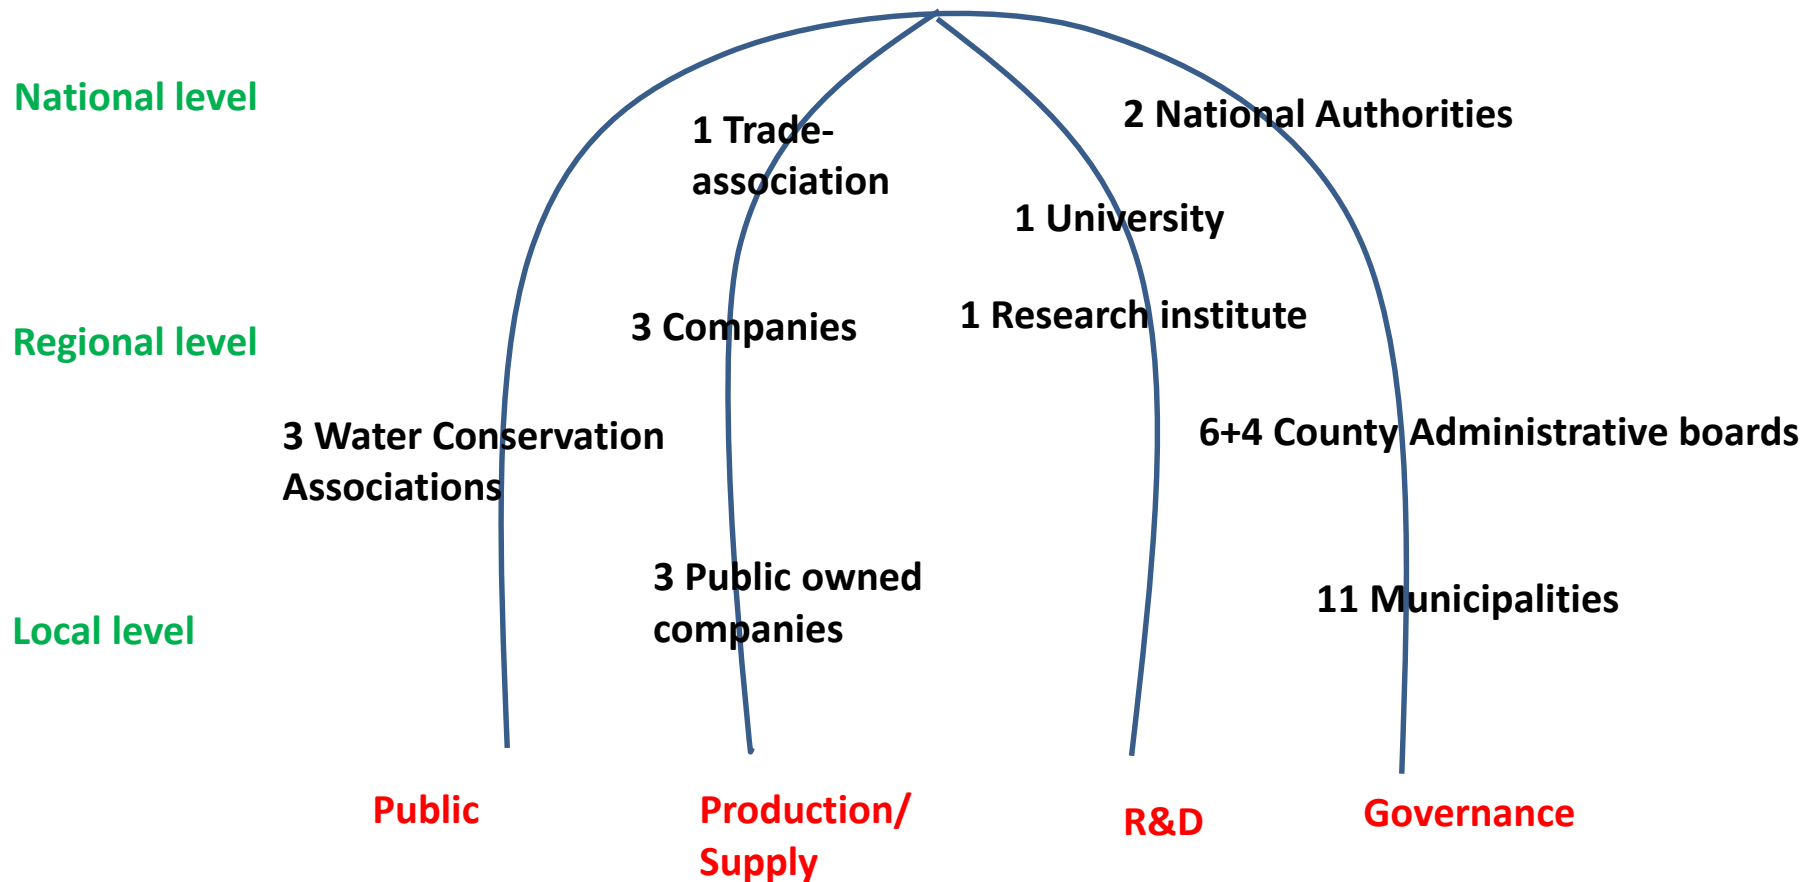 National level
1 Trade-
association
2 National Authorities
1 University
Regional level
3 Companies
1 Research institute
3 Water Conservation
Associations
6+4 County Administrative boards
Local level
3 Public owned
companies
11 Municipalities
Public
Production/
Supply
R&D
Governance